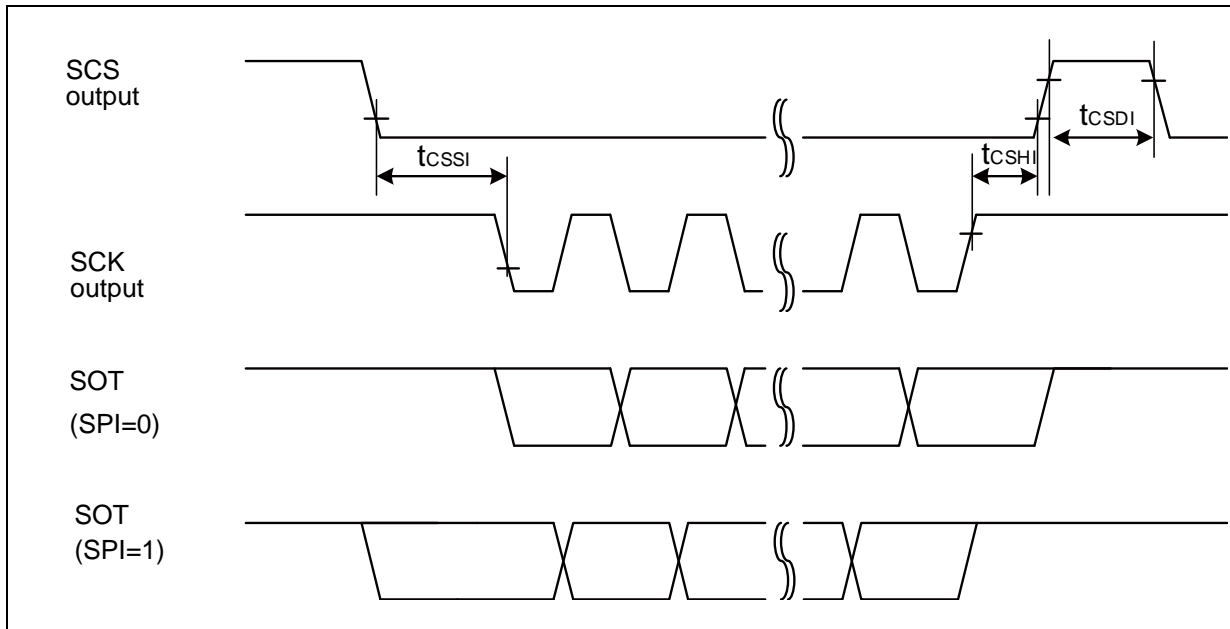 SCS
output
tCSSI
tCSHI
tCSDI
SCK
output
SOT
(SPI=0)
SOT
(SPI=1)